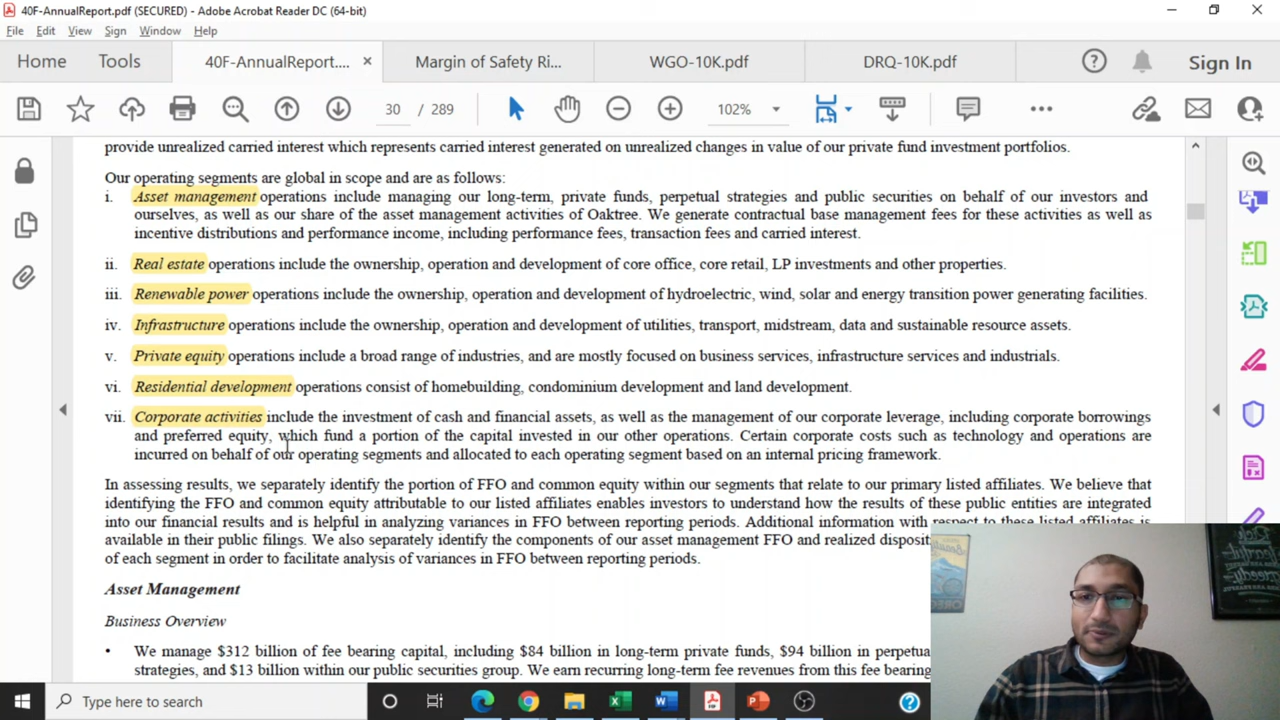 40F-AnnualReport.pdf (SECURED) - Adobe Acrobat Reader DC (64-bit)
File Edit View Sign Window Help
Home Tools 40F-AnnualReport.... Margin of Safety Ri... WGO-10K.pdf DRQ-10K.pdf Sign In
30 / 289 102%
provide unrealized carried interest which represents carried interest generated on unrealized changes in value of our private fund investment portfolios.
Our operating segments are global in scope and are as follows:
i. Asset management operations include managing our long-term, private funds, perpetual strategies and public securities on behalf of our investors and
ourselves, as well as our share of the asset management activities of Oaktree. We generate contractual base management fees for these activities as well as
incentive distributions and performance income, including performance fees, transaction fees and carried interest.
ii. Real estate operations include the ownership, operation and development of core office, core retail, LP investments and other properties.
iii. Renewable power operations include the ownership, operation and development of hydroelectric, wind, solar and energy transition power generating facilities.
iv. Infrastructure operations include the ownership, operation and development of utilities, transport, midstream, data and sustainable resource assets.
v. Private equity operations include a broad range of industries, and are mostly focused on business services, infrastructure services and industrials.
vi. Residential development operations consist of homebuilding, condominium development and land development.
vii. Corporate activities include the investment of cash and financial assets, as well as the management of our corporate leverage, including corporate borrowings
and preferred equity, which fund a portion of the capital invested in our other operations. Certain corporate costs such as technology and operations are
incurred on behalf of our operating segments and allocated to each operating segment based on an internal pricing framework.
In assessing results, we separately identify the portion of FFO and common equity within our segments that relate to our primary listed affiliates. We believe that
identifying the FFO and common equity attributable to our listed affiliates enables investors to understand how the results of these public entities are integrated
into our financial results and is helpful in analyzing variances in FFO between reporting periods. Additional information with respect to these listed affiliates is
available in their public filings. We also separately identify the components of our asset management FFO and realized disposit
of each segment in order to facilitate analysis of variances in FFO between reporting periods.
Asset Management
Business Overview
• We manage $312 billion of fee bearing capital, including $84 billion in long-term private funds, $94 billion in perpetu
strategies, and $13 billion within our public securities group. We earn recurring long-term fee revenues from this fee bearing
Type here to search